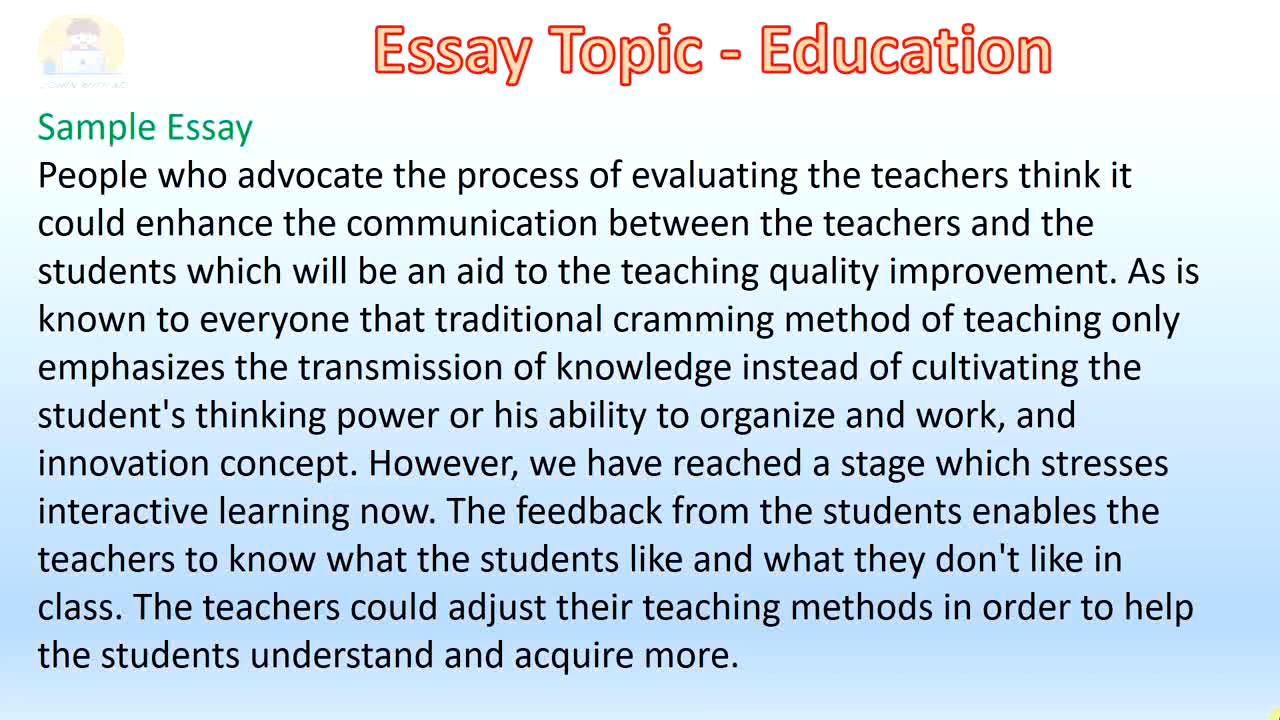 Essay Topic - Education
Sample Essay
People who advocate the process of evaluating the teachers think it
could enhance the communication between the teachers and the
students which will be an aid to the teaching quality improvement. As is
known to everyone that traditional cramming method of teaching only
emphasizes the transmission of knowledge instead of cultivating the
student's thinking power or his ability to organize and work, and
innovation concept. However, we have reached a stage which stresses
interactive learning now. The feedback from the students enables the
teachers to know what the students like and what they don't like in
class. The teachers could adjust their teaching methods in order to help
the students understand and acquire more.